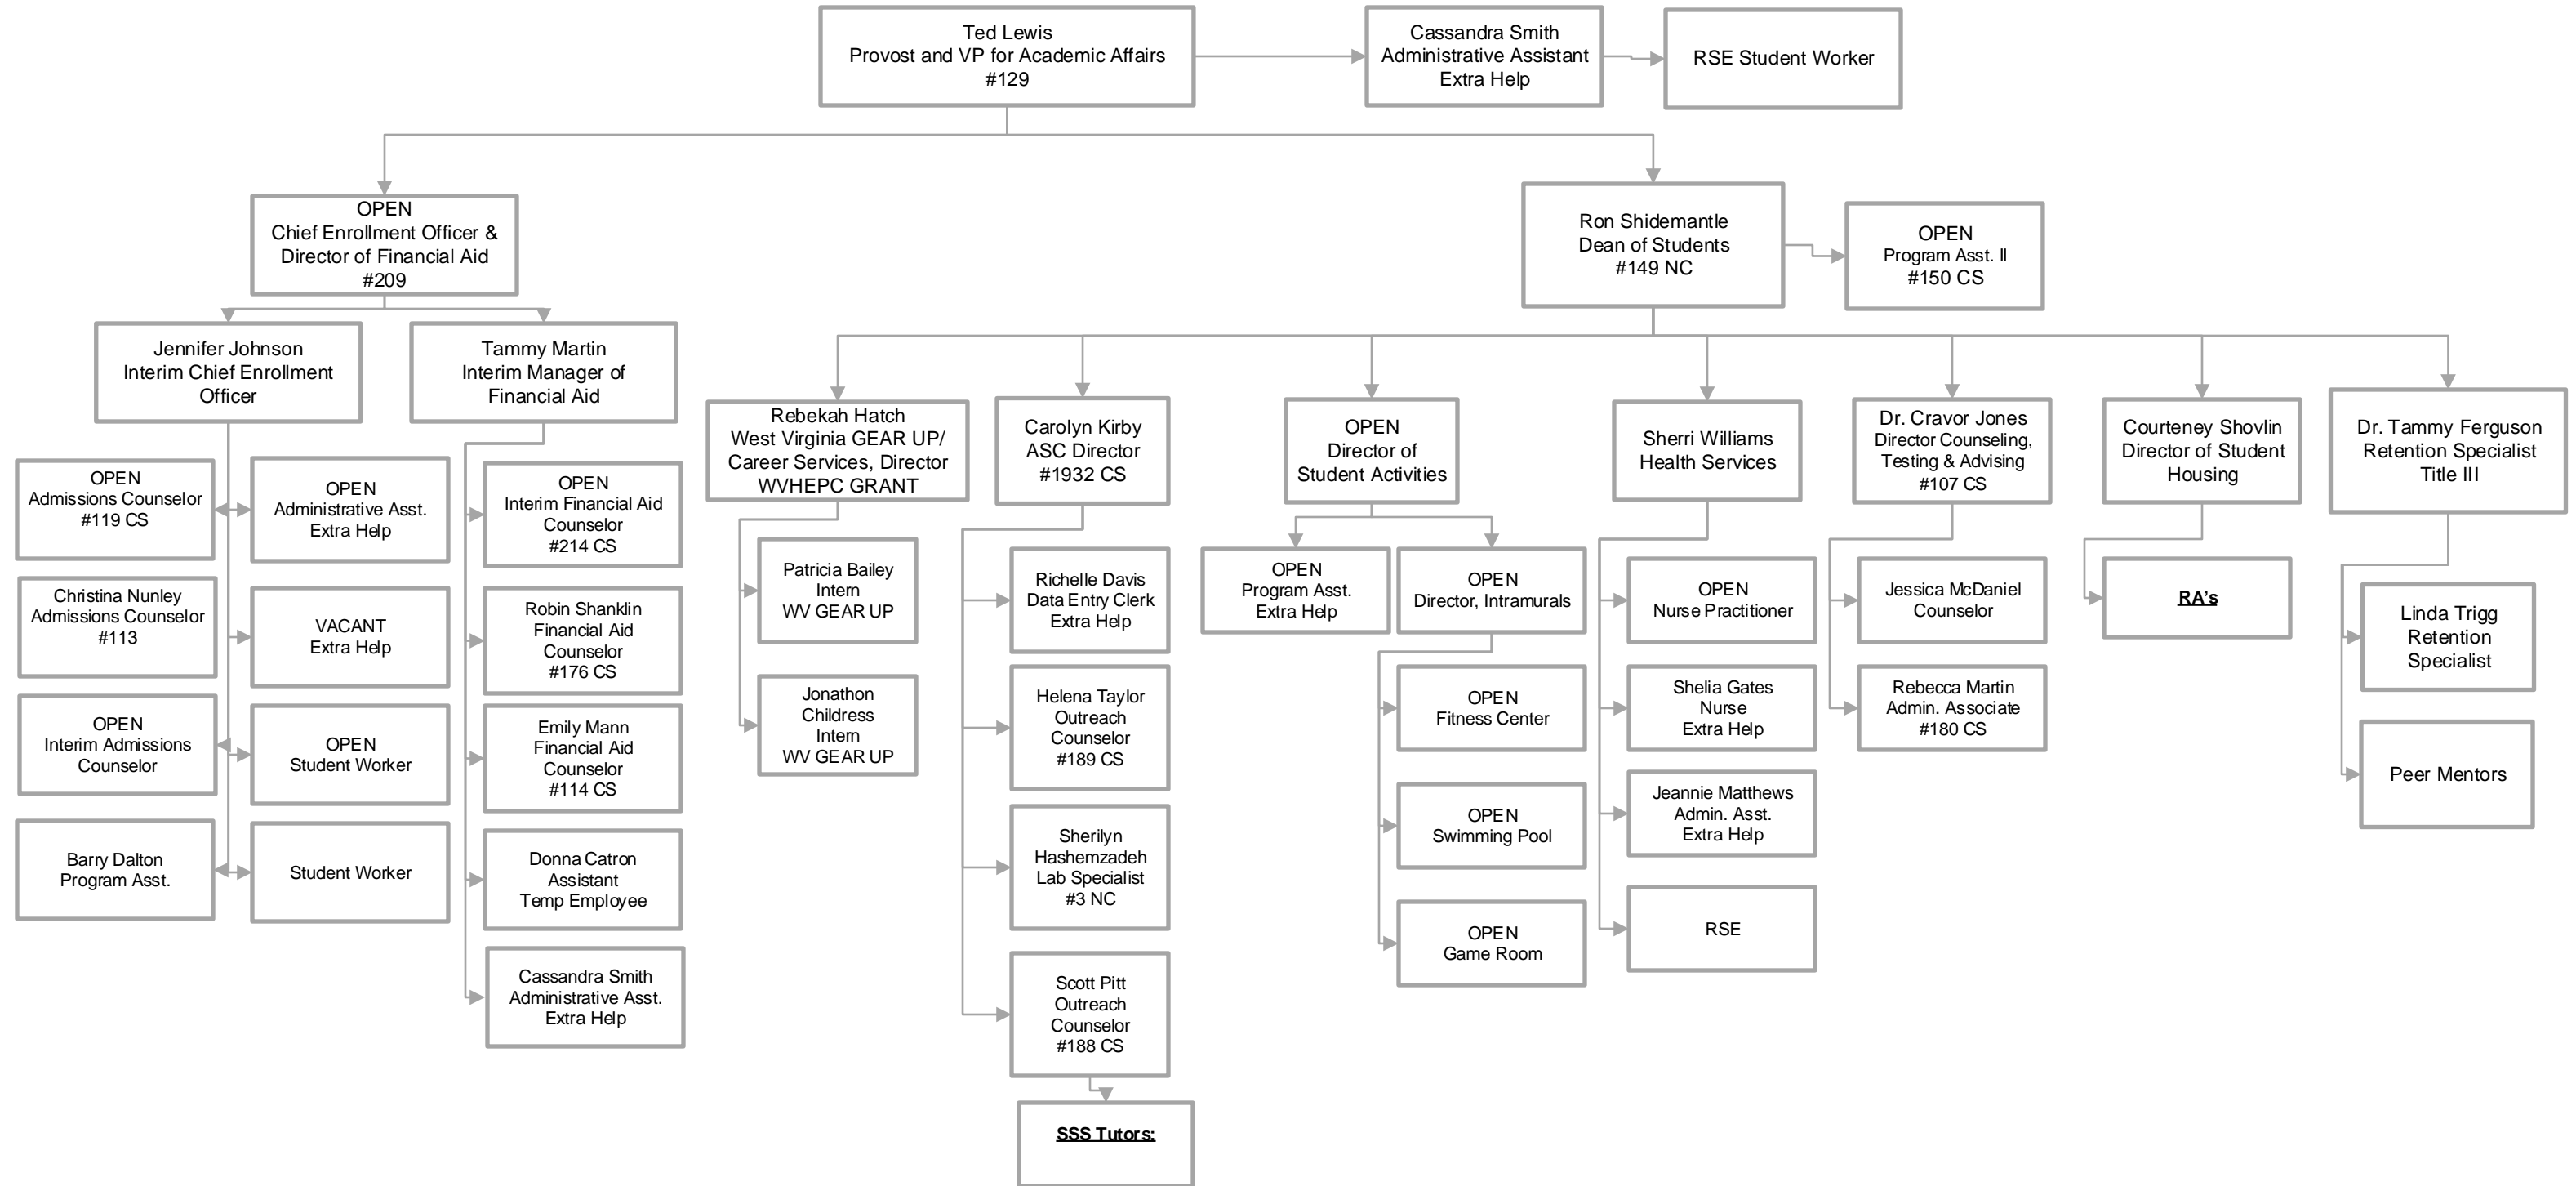 Ted Lewis
Provost and VP for Academic Affairs
#129
Cassandra Smith
Administrative Assistant
Extra Help
RSE Student Worker
OPEN
Chief Enrollment Officer &
Director of Financial Aid
#209
Ron Shidemantle
Dean of Students
#149 NC
OPEN
Program Asst. II
#150 CS
Jennifer Johnson
Interim Chief Enrollment
Officer
Tammy Martin
Interim Manager of
Financial Aid
Rebekah Hatch
West Virginia GEAR UP/
Career Services, Director
WVHEPC GRANT
Carolyn Kirby
ASC Director
#1932 CS
OPEN
Director of
Student Activities
Sherri Williams
Health Services
Dr. Cravor Jones
Director Counseling,
Testing & Advising
#107 CS
Courteney Shovlin
Director of Student
Housing
Dr. Tammy Ferguson
Retention Specialist
Title III
OPEN
Admissions Counselor
#119 CS
Christina Nunley
Admissions Counselor
#113
OPEN
Interim Admissions
Counselor
Barry Dalton
Program Asst.
OPEN
Administrative Asst.
Extra Help
VACANT
Extra Help
OPEN
Student Worker
Student Worker
OPEN
Interim Financial Aid
Counselor
#214 CS
Robin Shanklin
Financial Aid
Counselor
#176 CS
Emily Mann
Financial Aid
Counselor
#114 CS
Donna Catron
Assistant
Temp Employee
Cassandra Smith
Administrative Asst.
Extra Help
Patricia Bailey
Intern
WV GEAR UP
Jonathon
Childress
Intern
WV GEAR UP
Richelle Davis
Data Entry Clerk
Extra Help
Helena Taylor
Outreach
Counselor
#189 CS
Sherilyn
Hashemzadeh
Lab Specialist
#3 NC
Scott Pitt
Outreach
Counselor
#188 CS
SSS Tutors:
OPEN
Program Asst.
Extra Help
OPEN
Director, Intramurals
OPEN
Fitness Center
OPEN
Swimming Pool
OPEN
Game Room
OPEN
Nurse Practitioner
Shelia Gates
Nurse
Extra Help
Jeannie Matthews
Admin. Asst.
Extra Help
RSE
Jessica McDaniel
Counselor
Rebecca Martin
Admin. Associate
#180 CS
RA's
Linda Trigg
Retention
Specialist
Peer Mentors